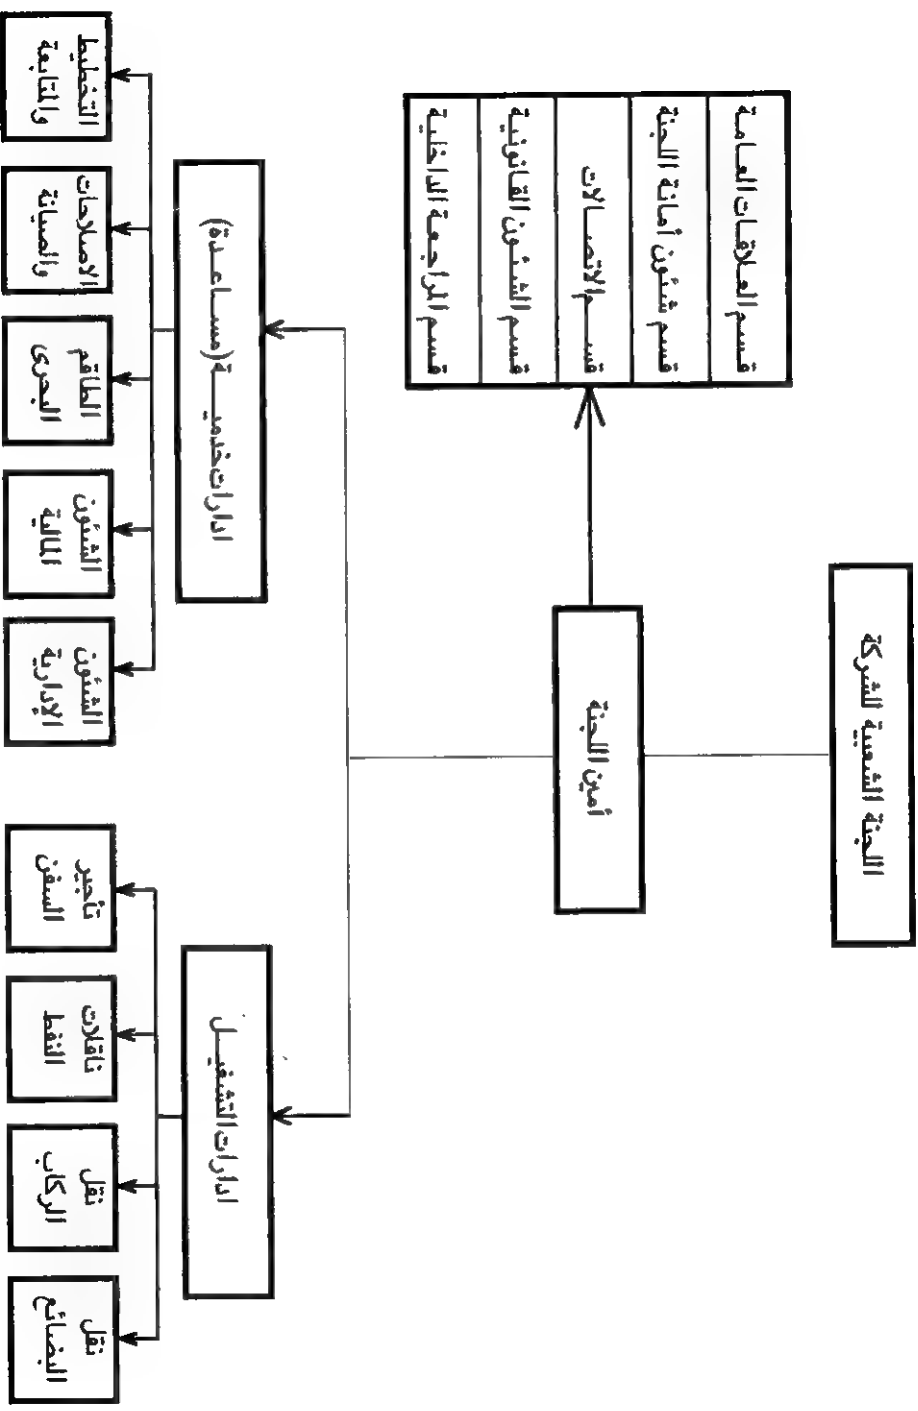 اللجنة الشعبية للشركة
أمين اللجنة
قسم العلاقات العامة
قسم شئون أمانة اللجنة
قسم الاتصالات
قسم الشئون القانونية
قسم المراجعة الداخلية
ادارات التشغيل
ادارات خدمية (مساعدة)
نقل
البضائع
نقل
الركاب
ناقلات
النفط
تأجير
السفن
الشئون
الإدارية
الشئون
المالية
الطاقم
البحرى
الاصلاحات
والصيانة
التخطيط
والمتابعة